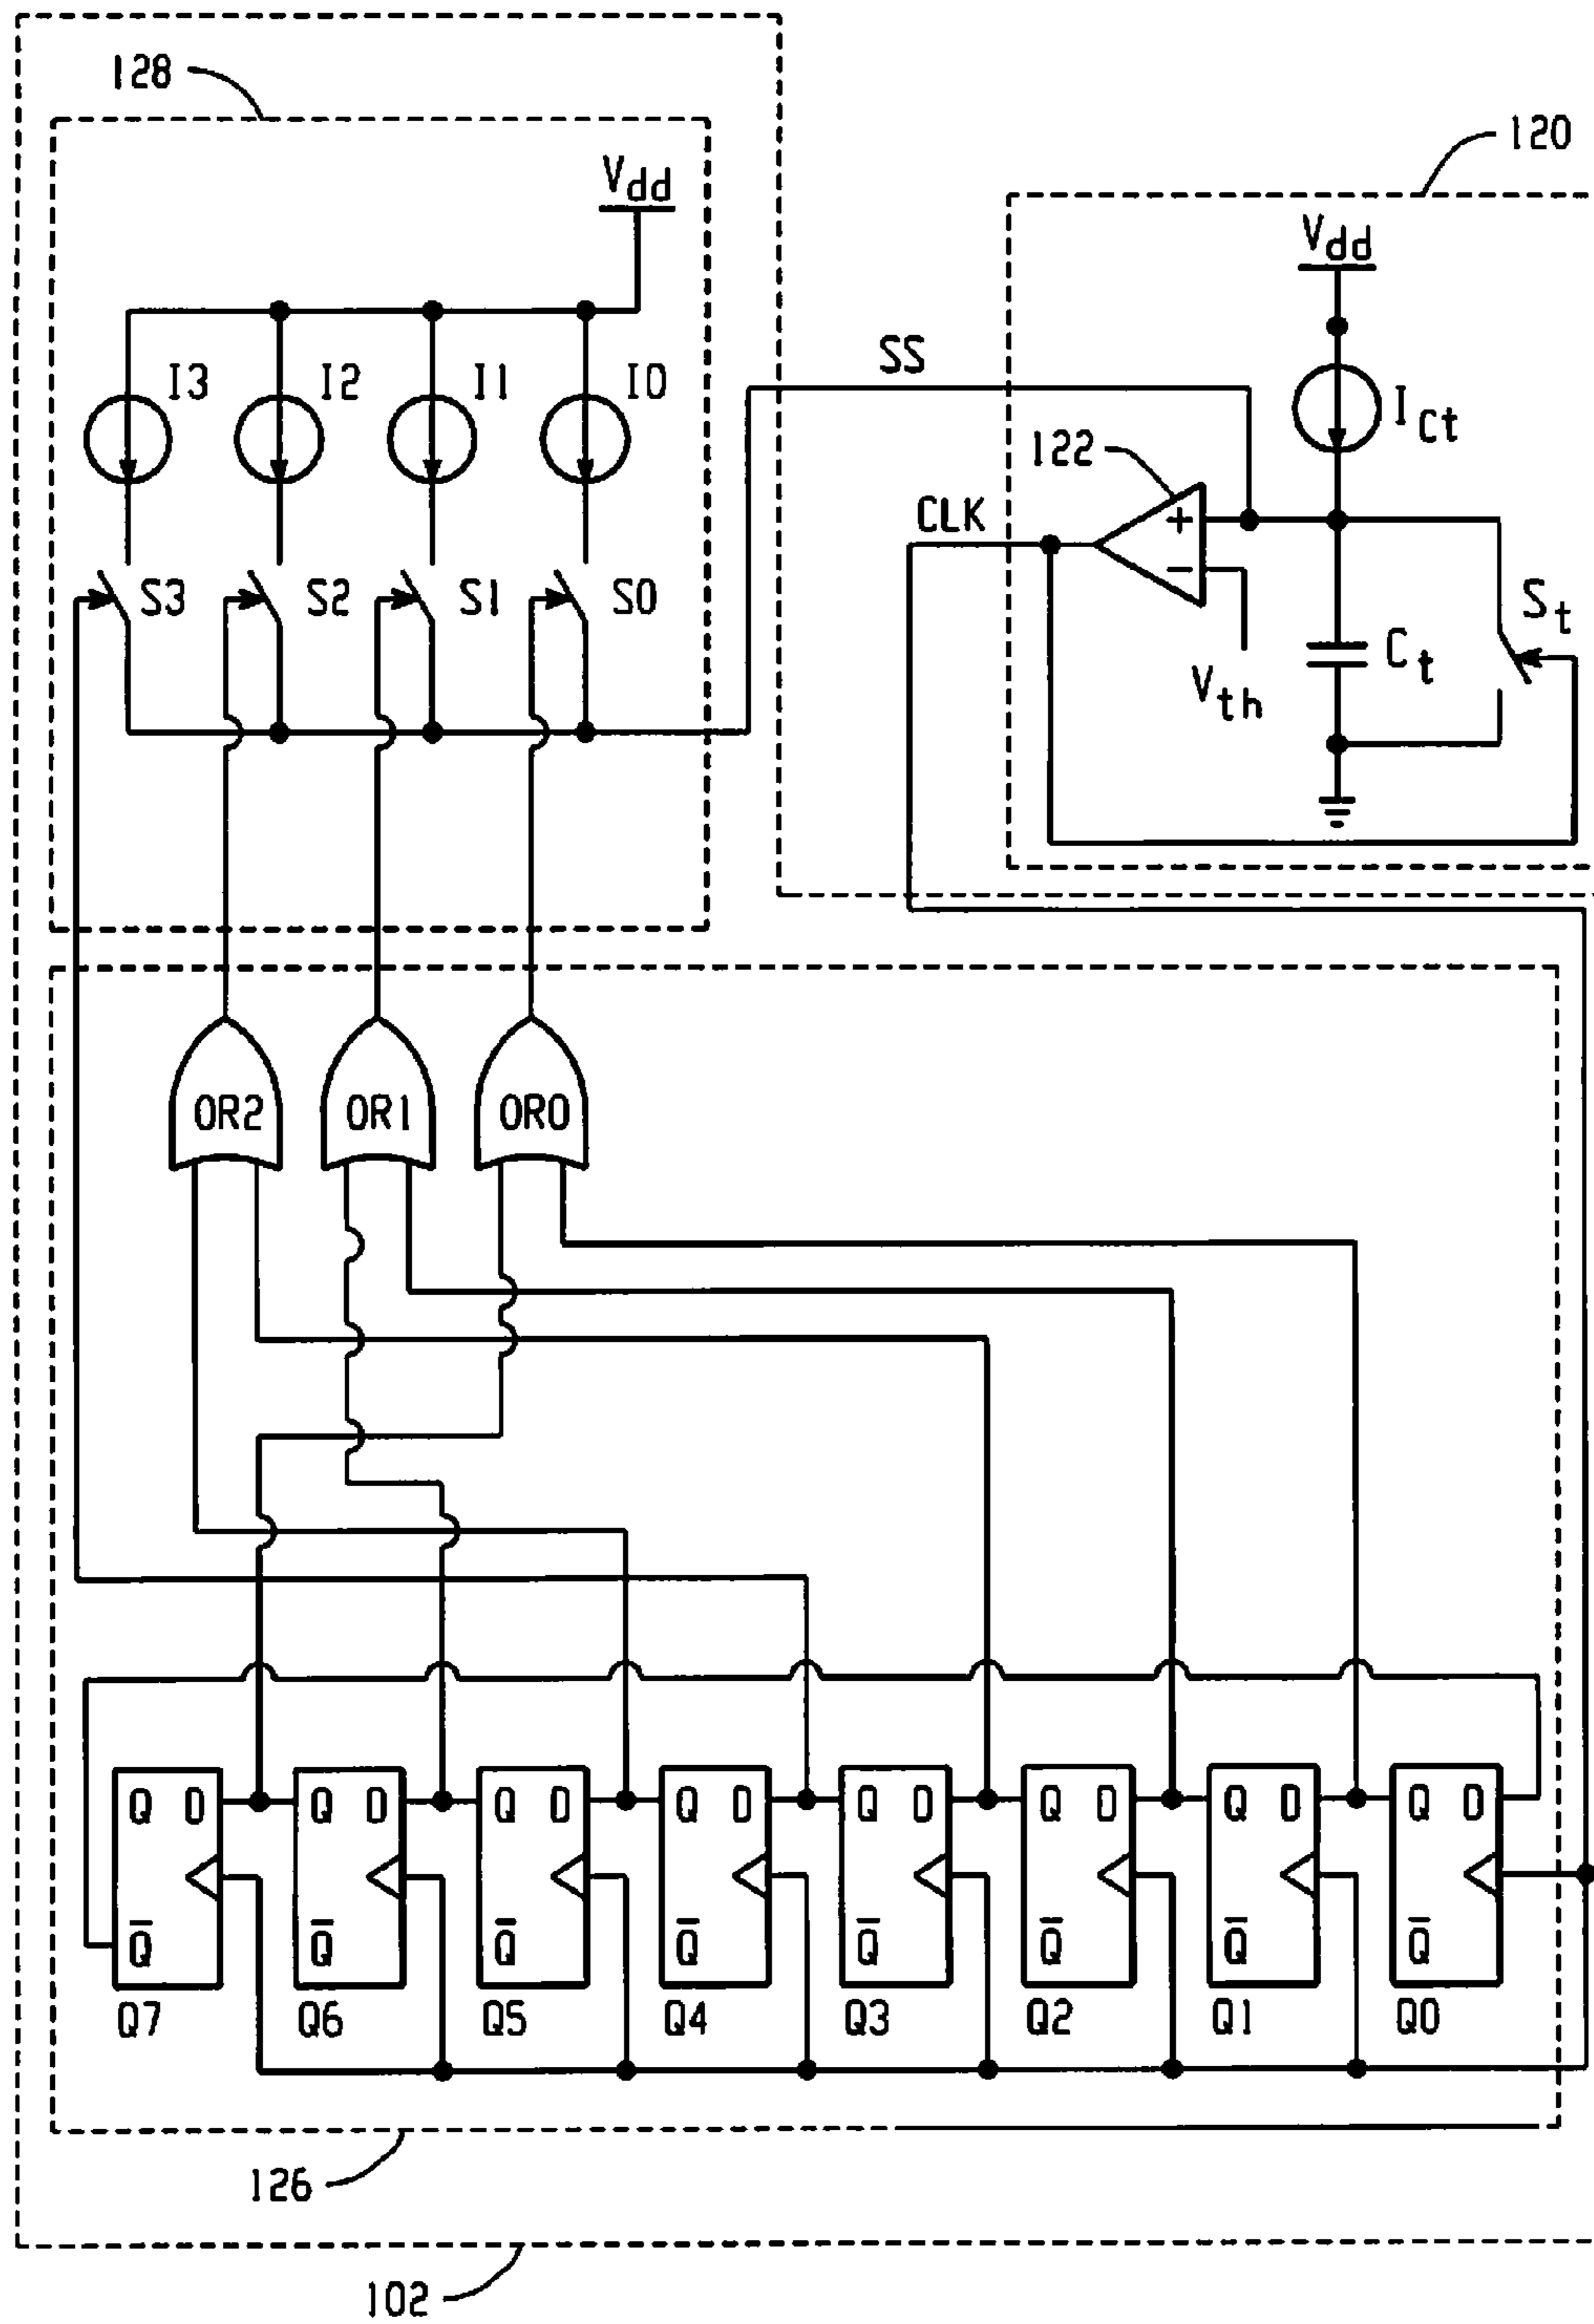 128
120
Vdd
Vdd
I3 I2 I1 I0
SS
ICt
122
CLK
+
−
S3 S2 S1 S0
St
Ct
Vth
OR2 OR1 OR0
Q D Q D Q D Q D Q D Q D Q D Q D
Q̅ Q̅ Q̅ Q̅ Q̅ Q̅ Q̅ Q̅
Q7 Q6 Q5 Q4 Q3 Q2 Q1 Q0
126
102